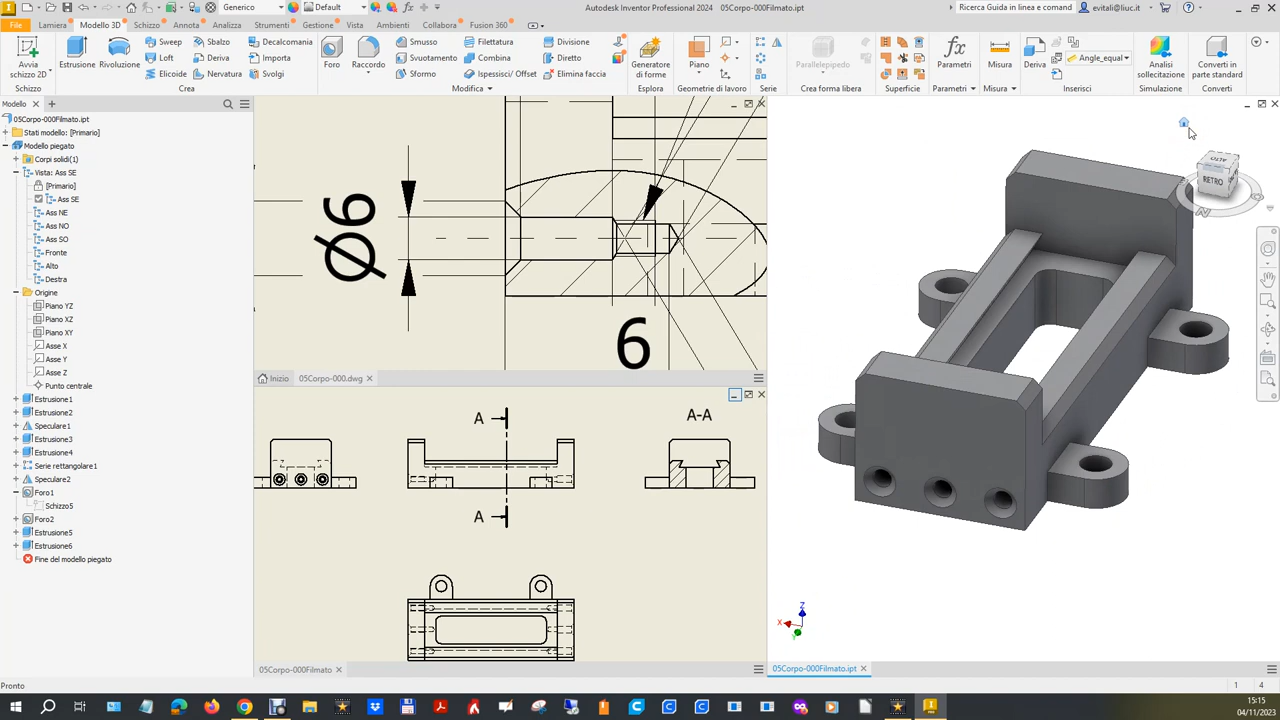 Generico
Default
Autodesk Inventor Professional 2024
05Corpo-000Filmato.ipt
Ricerca Guida in linea e comandi
evitali@liuc.it
File
Lamiera
Modello 3D
Schizzo
Annota
Analizza
Strumenti
Gestione
Vista
Ambienti
Collabora
Fusion 360
Avvia
schizzo 2D
Estrusione
Rivoluzione
Sweep
Loft
Elicoide
Sbalzo
Deriva
Nervatura
Decalcomania
Importa
Svolgi
Foro
Raccordo
Smusso
Svuotamento
Sformo
Filettatura
Combina
Ispessisci/ Offset
Divisione
Diretto
Elimina faccia
Generatore
di forme
Piano
Parallelepipedo
Parametri
Misura
Deriva
Angle_equal
Analisi
sollecitazione
Converti in
parte standard
Schizzo
Crea
Modifica
Esplora
Geometrie di lavoro
Serie
Crea forma libera
Superficie
Parametri
Misura
Inserisci
Simulazione
Converti
Modello
05Corpo-000Filmato.ipt
Stati modello: [Primario]
Modello piegato
Corpi solidi(1)
Vista: Ass SE
[Primario]
Ass SE
Ass NE
Ass NO
Ass SO
Fronte
Alto
Destra
Origine
Piano YZ
Piano XZ
Piano XY
Asse X
Asse Y
Asse Z
Punto centrale
Estrusione1
Estrusione2
Speculare1
Estrusione3
Estrusione4
Serie rettangolare1
Speculare2
Foro1
Schizzo5
Foro2
Estrusione5
Estrusione6
Fine del modello piegato
Ø6
6
Inizio
05Corpo-000.dwg
A
A-A
A
05Corpo-000Filmato
ALTO
RETRO
Z
X
Y
05Corpo-000Filmato.ipt
Pronto
1
4
15:15
04/11/2023